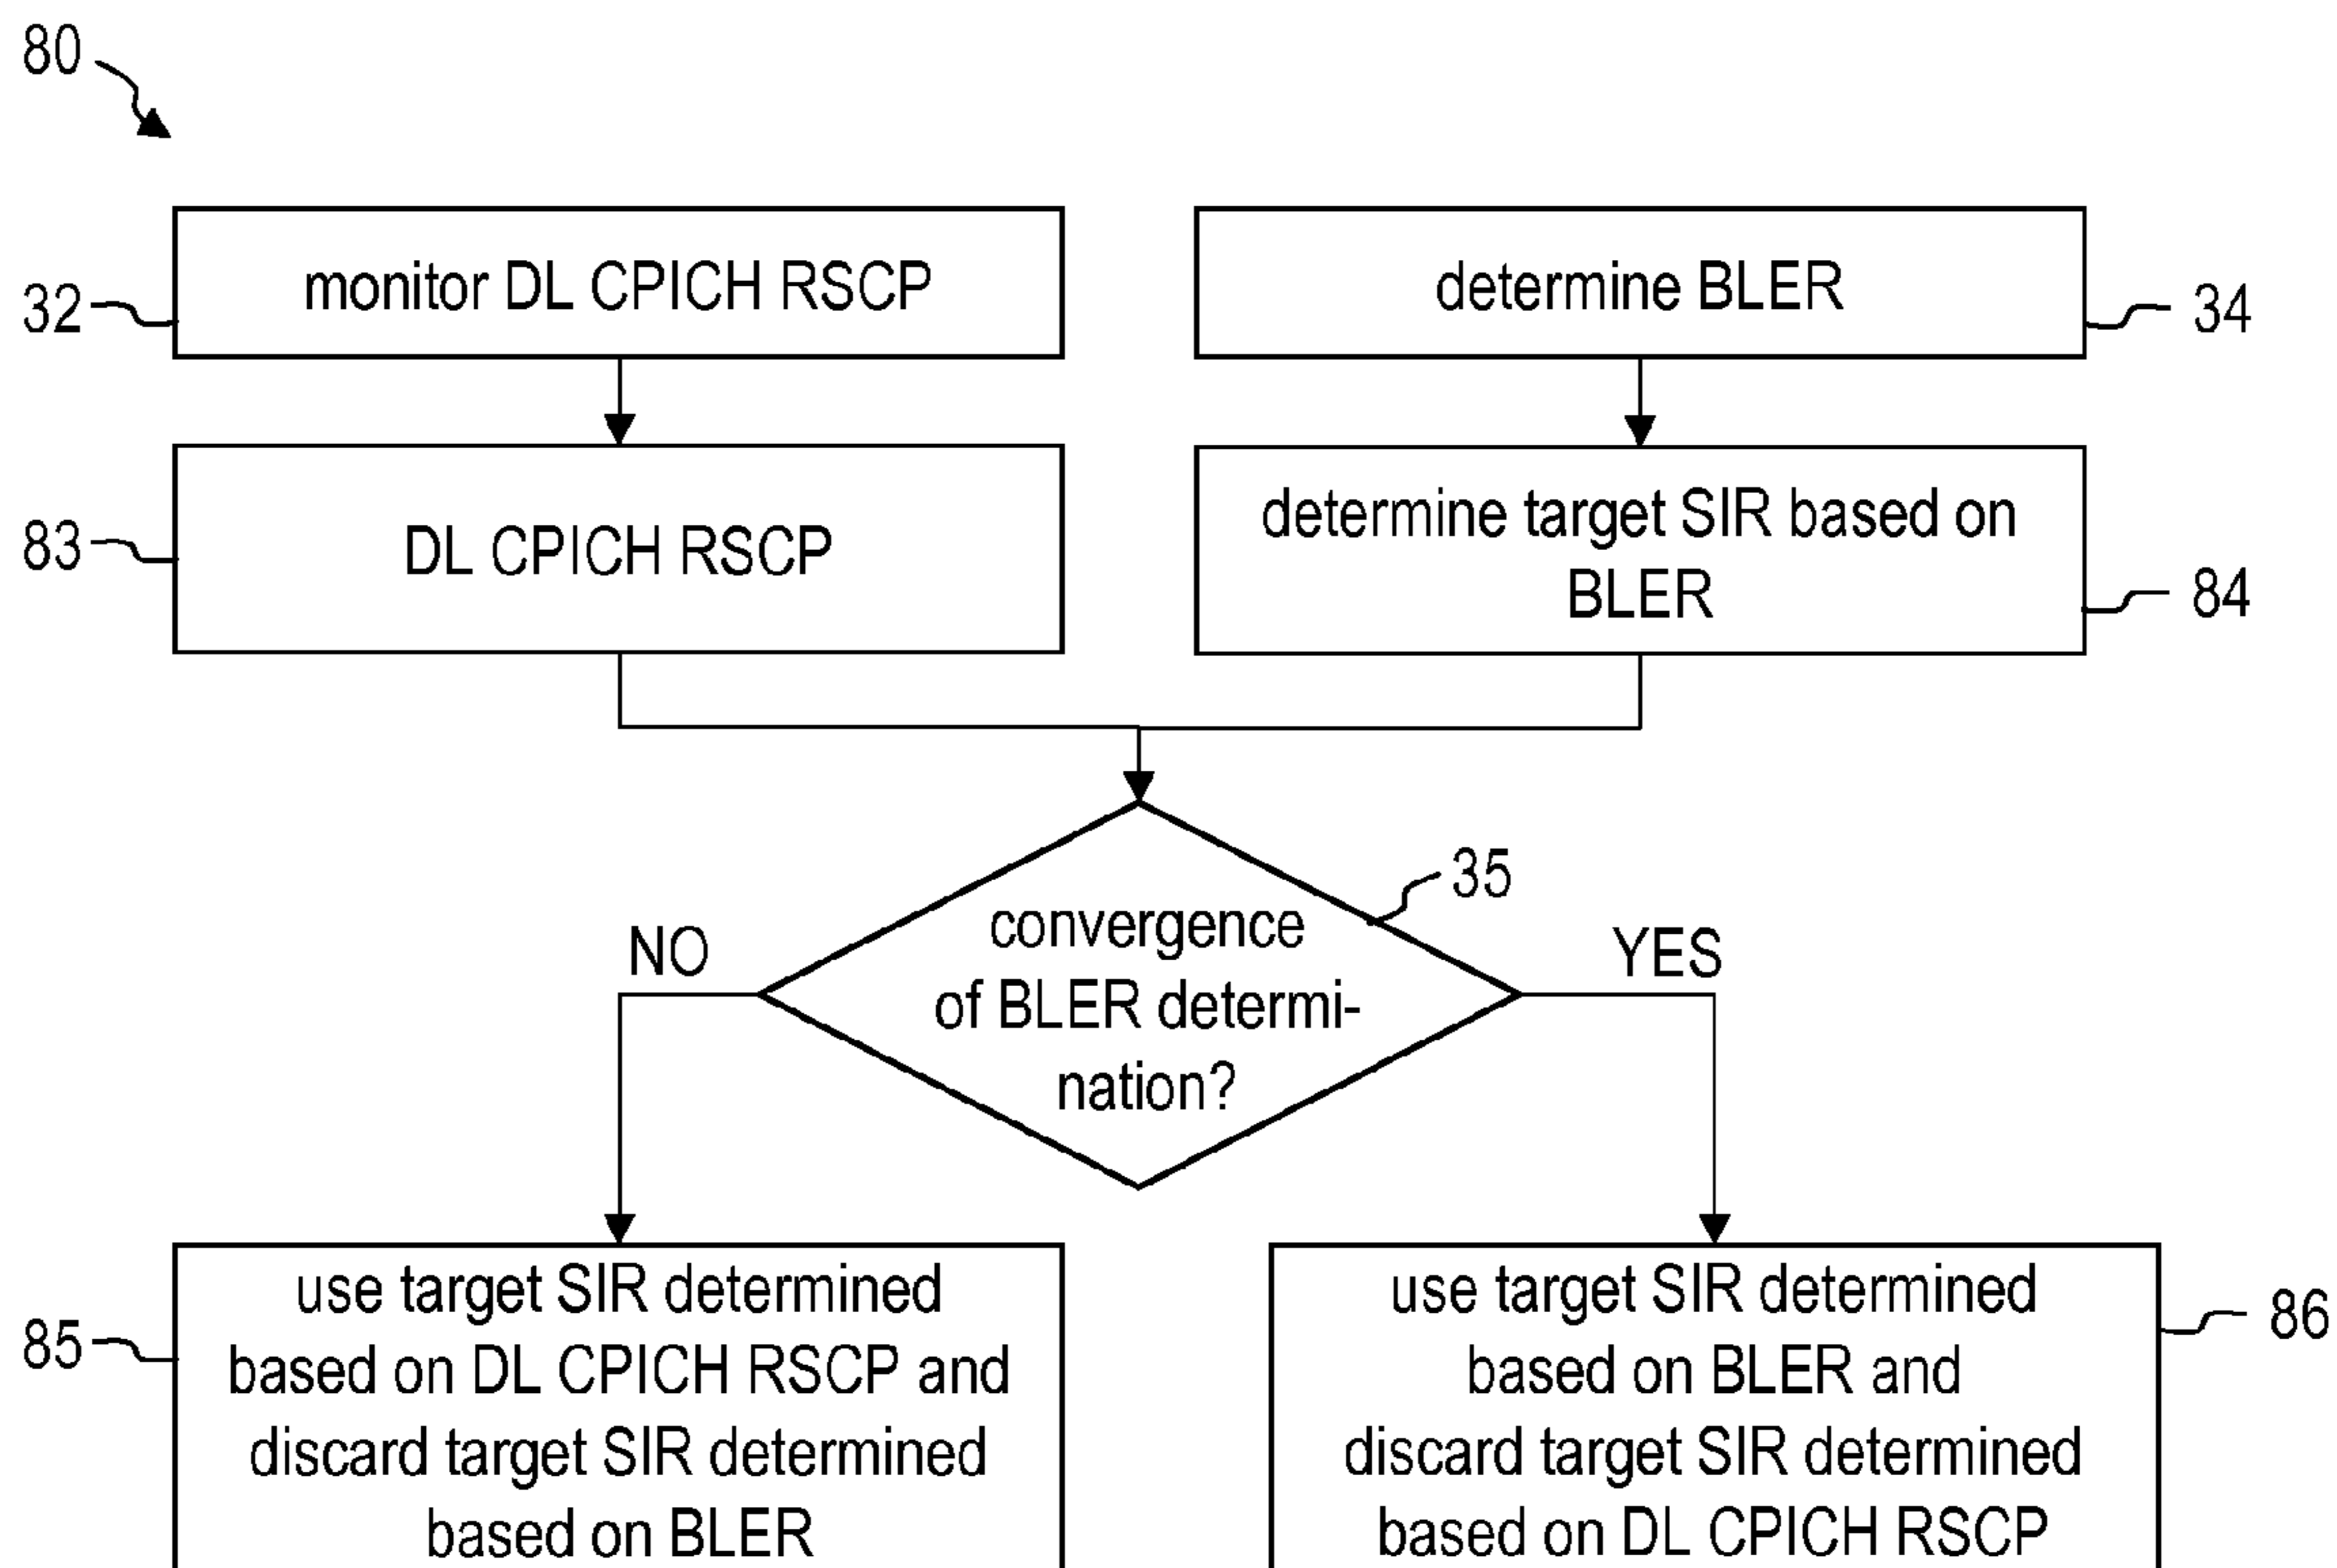 80
monitor DL CPICH RSCP
32
determine BLER
34
DL CPICH RSCP
83
determine target SIR based on
BLER
84
35
convergence
of BLER determi-
nation?
NO
YES
use target SIR determined
based on DL CPICH RSCP and
discard target SIR determined
based on BLER
85
use target SIR determined
based on BLER and
discard target SIR determined
based on DL CPICH RSCP
86